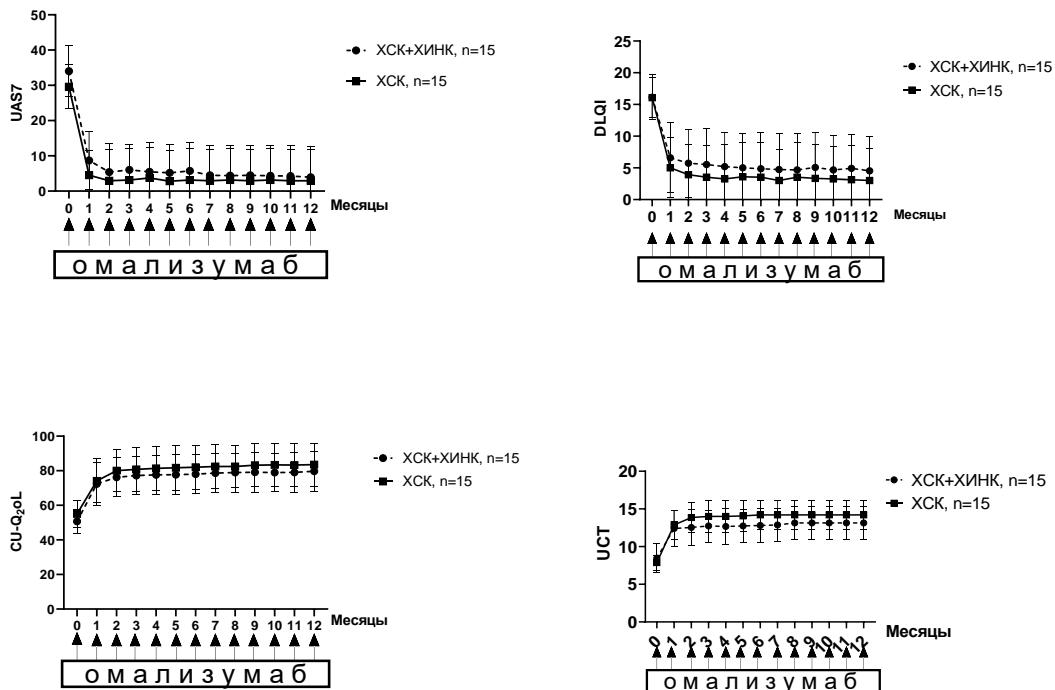 50
40
30
20
10
0
UAS7
ХСК+ХИНК, n=15
ХСК, n=15
0 1 2 3 4 5 6 7 8 9 10 11 12
Месяцы
омализумаб
25
20
15
10
5
0
DLQI
ХСК+ХИНК, n=15
ХСК, n=15
0 1 2 3 4 5 6 7 8 9 10 11 12
Месяцы
омализумаб
100
80
60
40
20
0
CU-Q₂oL
ХСК+ХИНК, n=15
ХСК, n=15
0 1 2 3 4 5 6 7 8 9 10 11 12
Месяцы
омализумаб
20
15
10
5
0
UCT
ХСК+ХИНК, n=15
ХСК, n=15
0 1 2 3 4 5 6 7 8 9 10 11 12
Месяцы
омализумаб